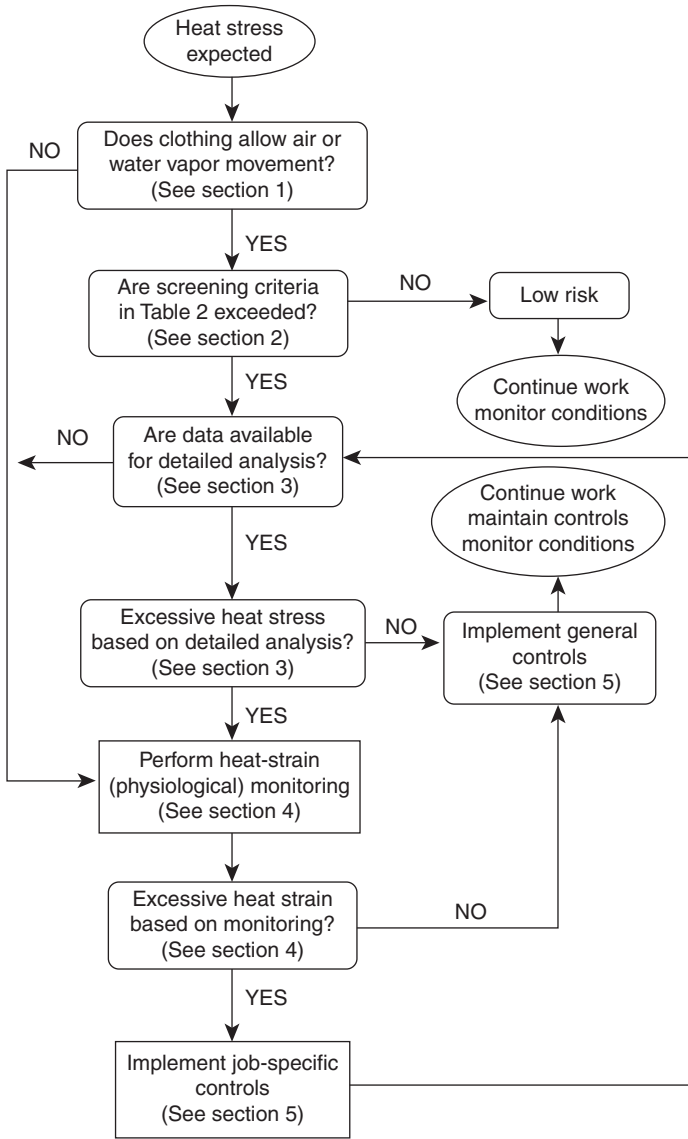 Heat stress
expected
Does clothing allow air or
water vapor movement?
(See section 1)
NO
YES
Are screening criteria
in Table 2 exceeded?
(See section 2)
NO
Low risk
YES
Continue work
monitor conditions
Are data available
for detailed analysis?
(See section 3)
NO
YES
Continue work
maintain controls
monitor conditions
Excessive heat stress
based on detailed analysis?
(See section 3)
NO
Implement general
controls
(See section 5)
YES
Perform heat-strain
(physiological) monitoring
(See section 4)
Excessive heat strain
based on monitoring?
(See section 4)
NO
YES
Implement job-specific
controls
(See section 5)